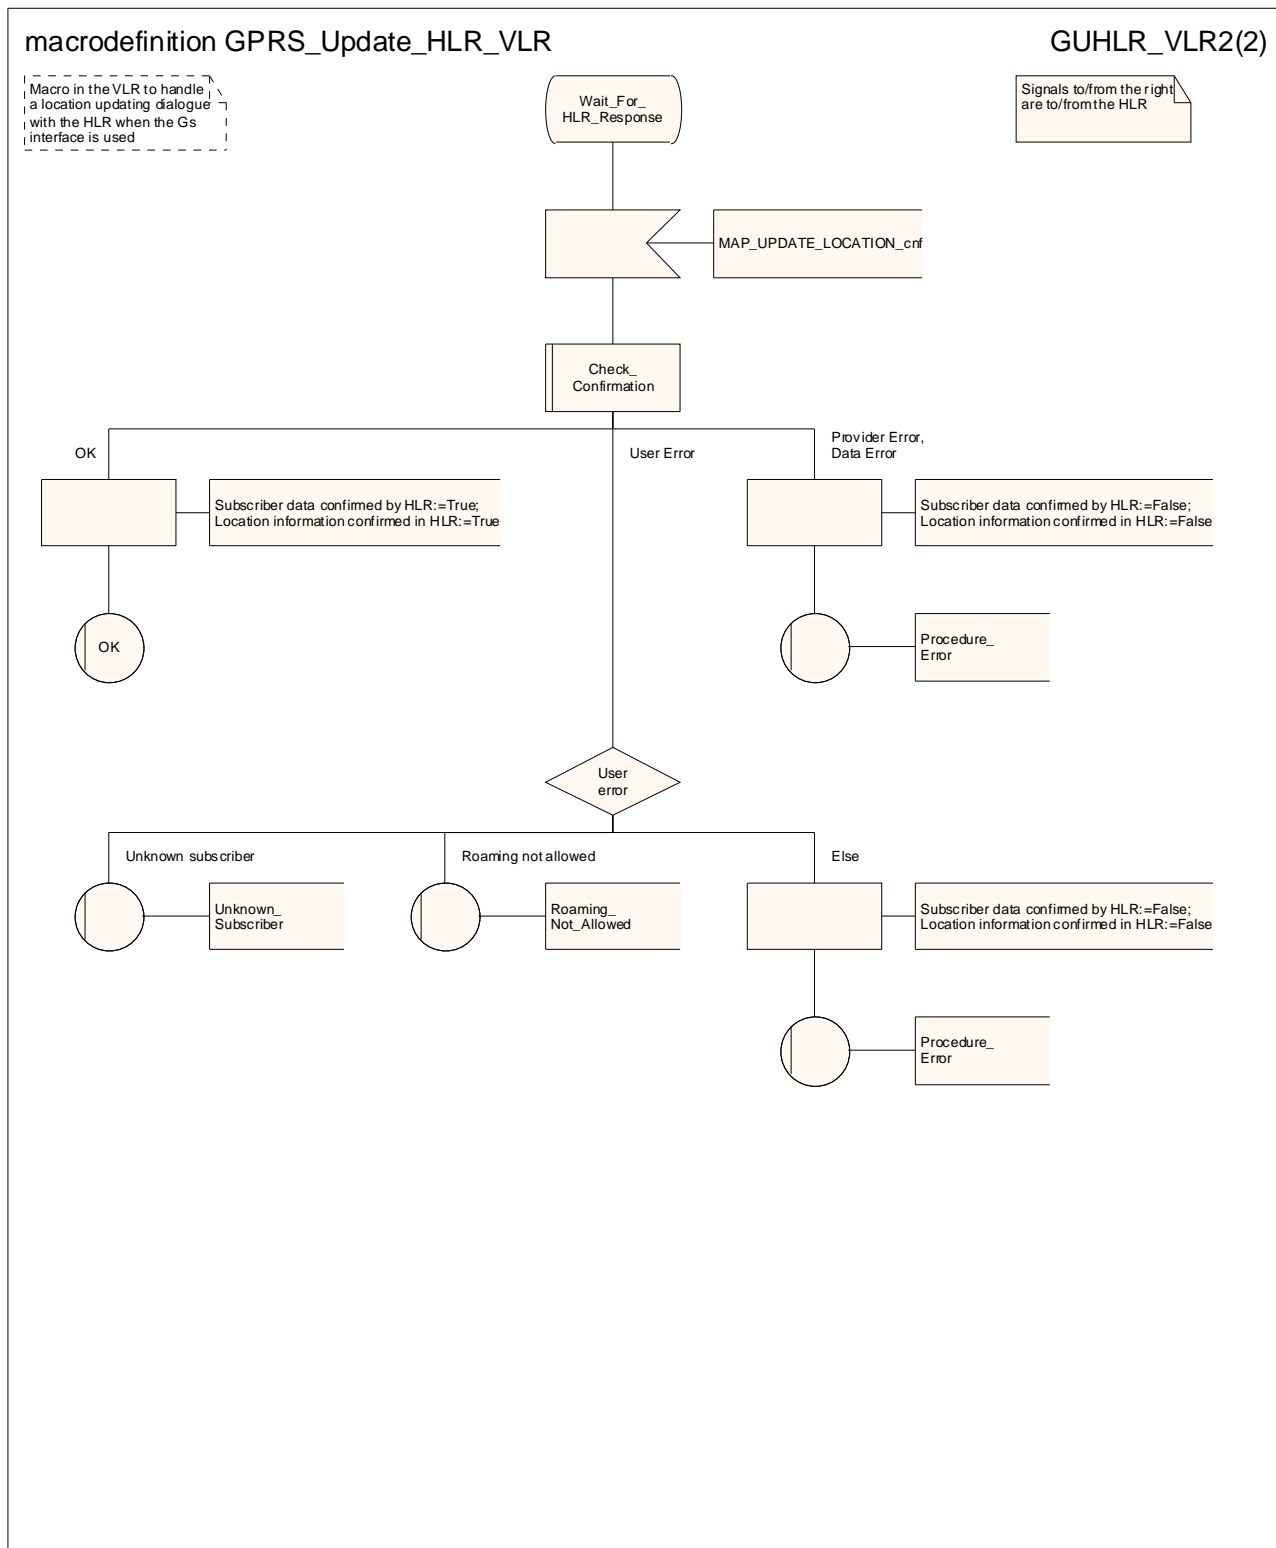 macrodefinition GPRS_Update_HLR_VLR
GUHLR_VLR2(2)
Macro in the VLR to handle
a location updating dialogue
with the HLR when the Gs
interface is used
Wait_For_
HLR_Response
Signals to/from the right
are to/from the HLR
MAP_UPDATE_LOCATION_cnf
Check_
Confirmation
OK
User Error
Provider Error,
Data Error
Subscriber data confirmed by HLR:=True;
Location information confirmed in HLR:=True
Subscriber data confirmed by HLR:=False;
Location information confirmed in HLR:=False
OK
Procedure_
Error
User
error
Unknown subscriber
Roaming not allowed
Else
Unknown_
Subscriber
Roaming_
Not_Allowed
Subscriber data confirmed by HLR:=False;
Location information confirmed in HLR:=False
Procedure_
Error